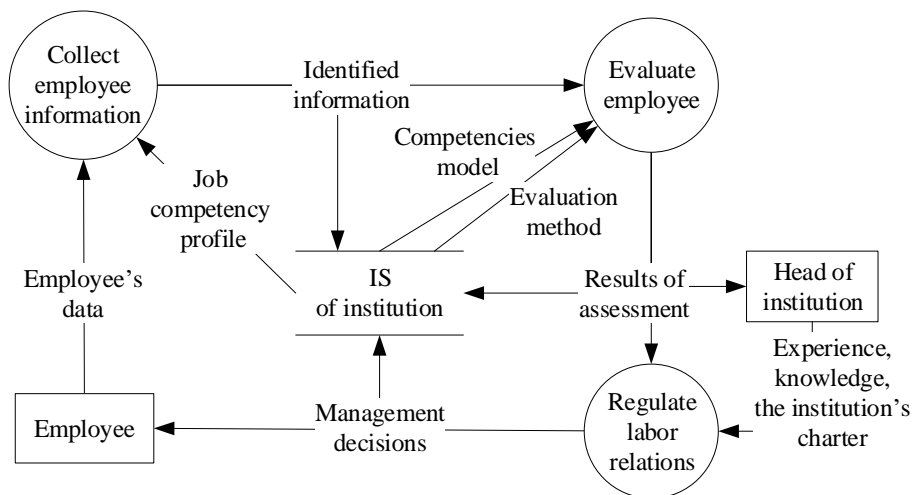 Collect
employee
information
Identified
information
Evaluate
employee
Competencies
model
Evaluation
method
Job
competency
profile
Employee’s
data
IS
of institution
Results of
assessment
Head of
institution
Experience,
knowledge,
the institution’s
charter
Employee
Management
decisions
Regulate
labor
relations